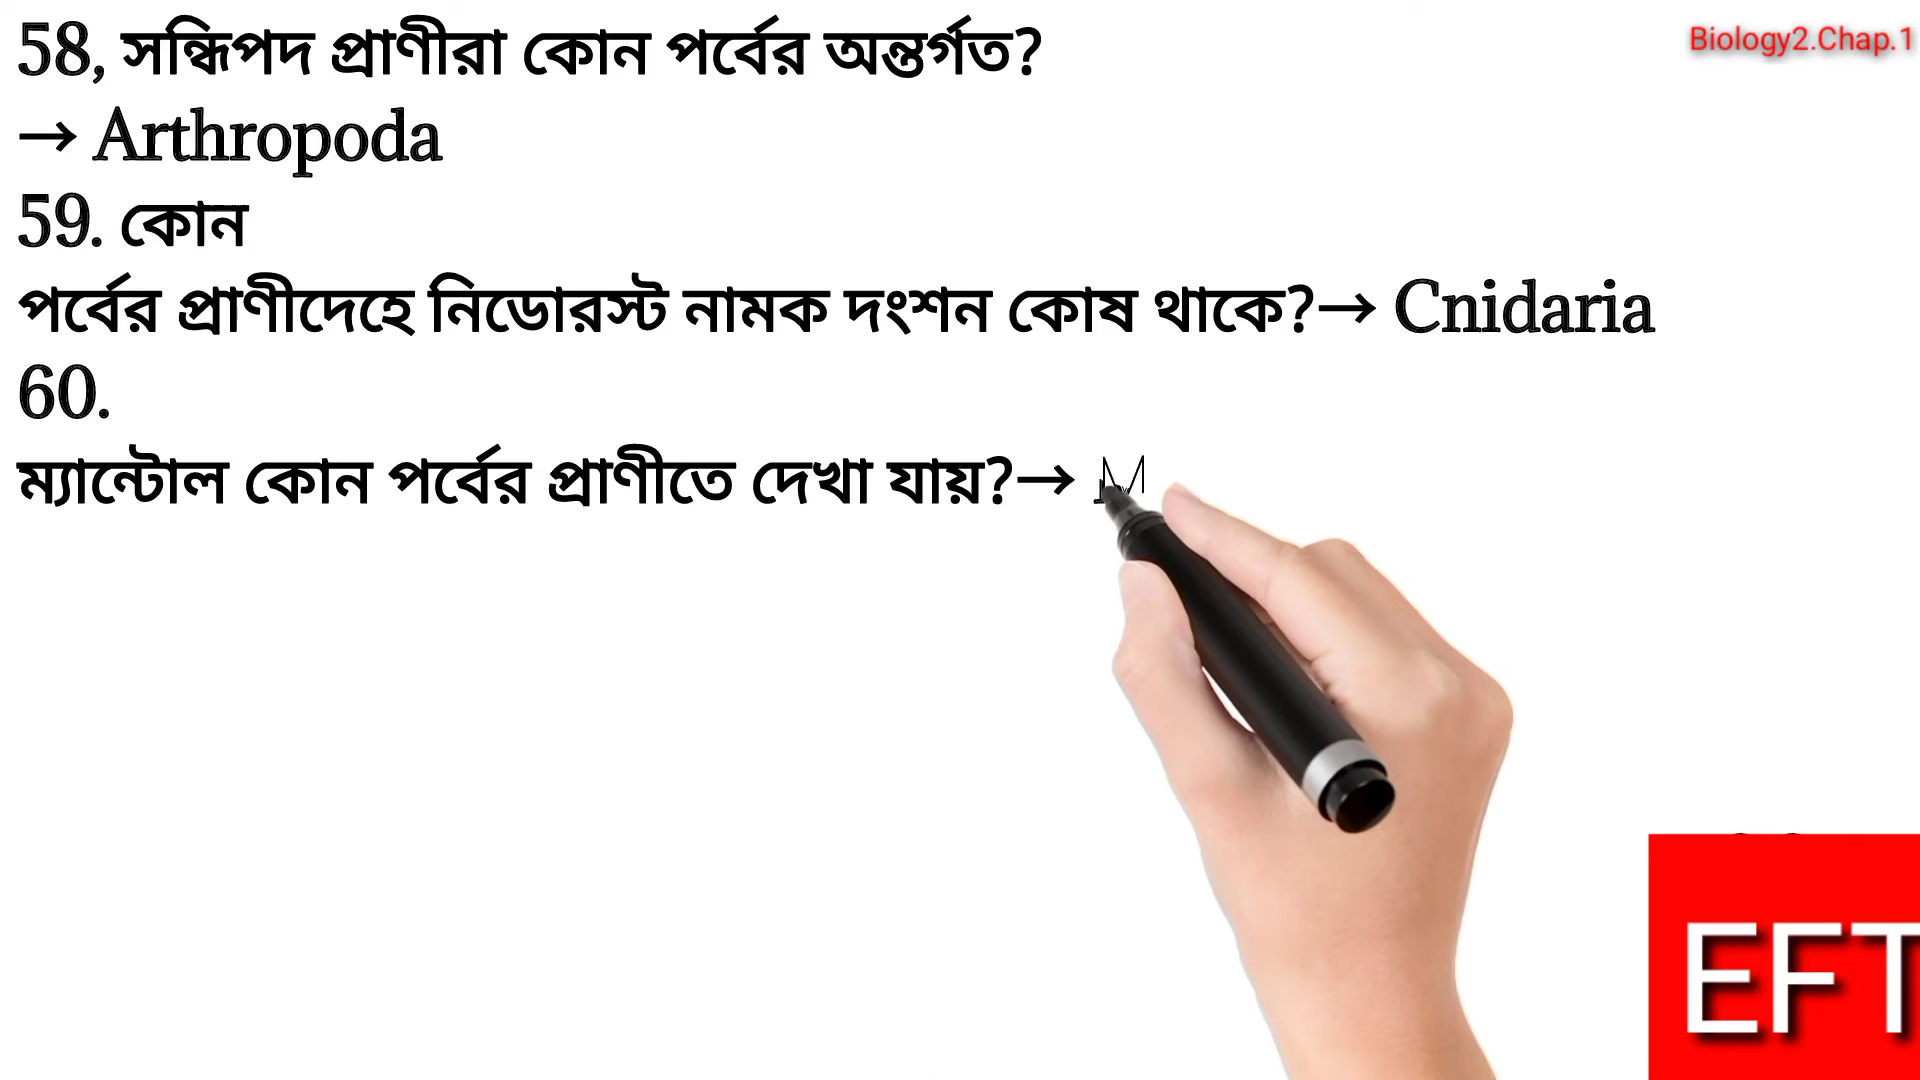 58, সন্ধিপদ প্রাণীরা কোন পর্বের অন্তর্গত?
Biology2.Chap.1
→ Arthropoda
59. কোন
পর্বের প্রাণীদেহে নিডোরস্ট নামক দংশন কোষ থাকে?→ Cnidaria
60.
ম্যান্টোল কোন পর্বের প্রাণীতে দেখা যায়?→ M
EFT